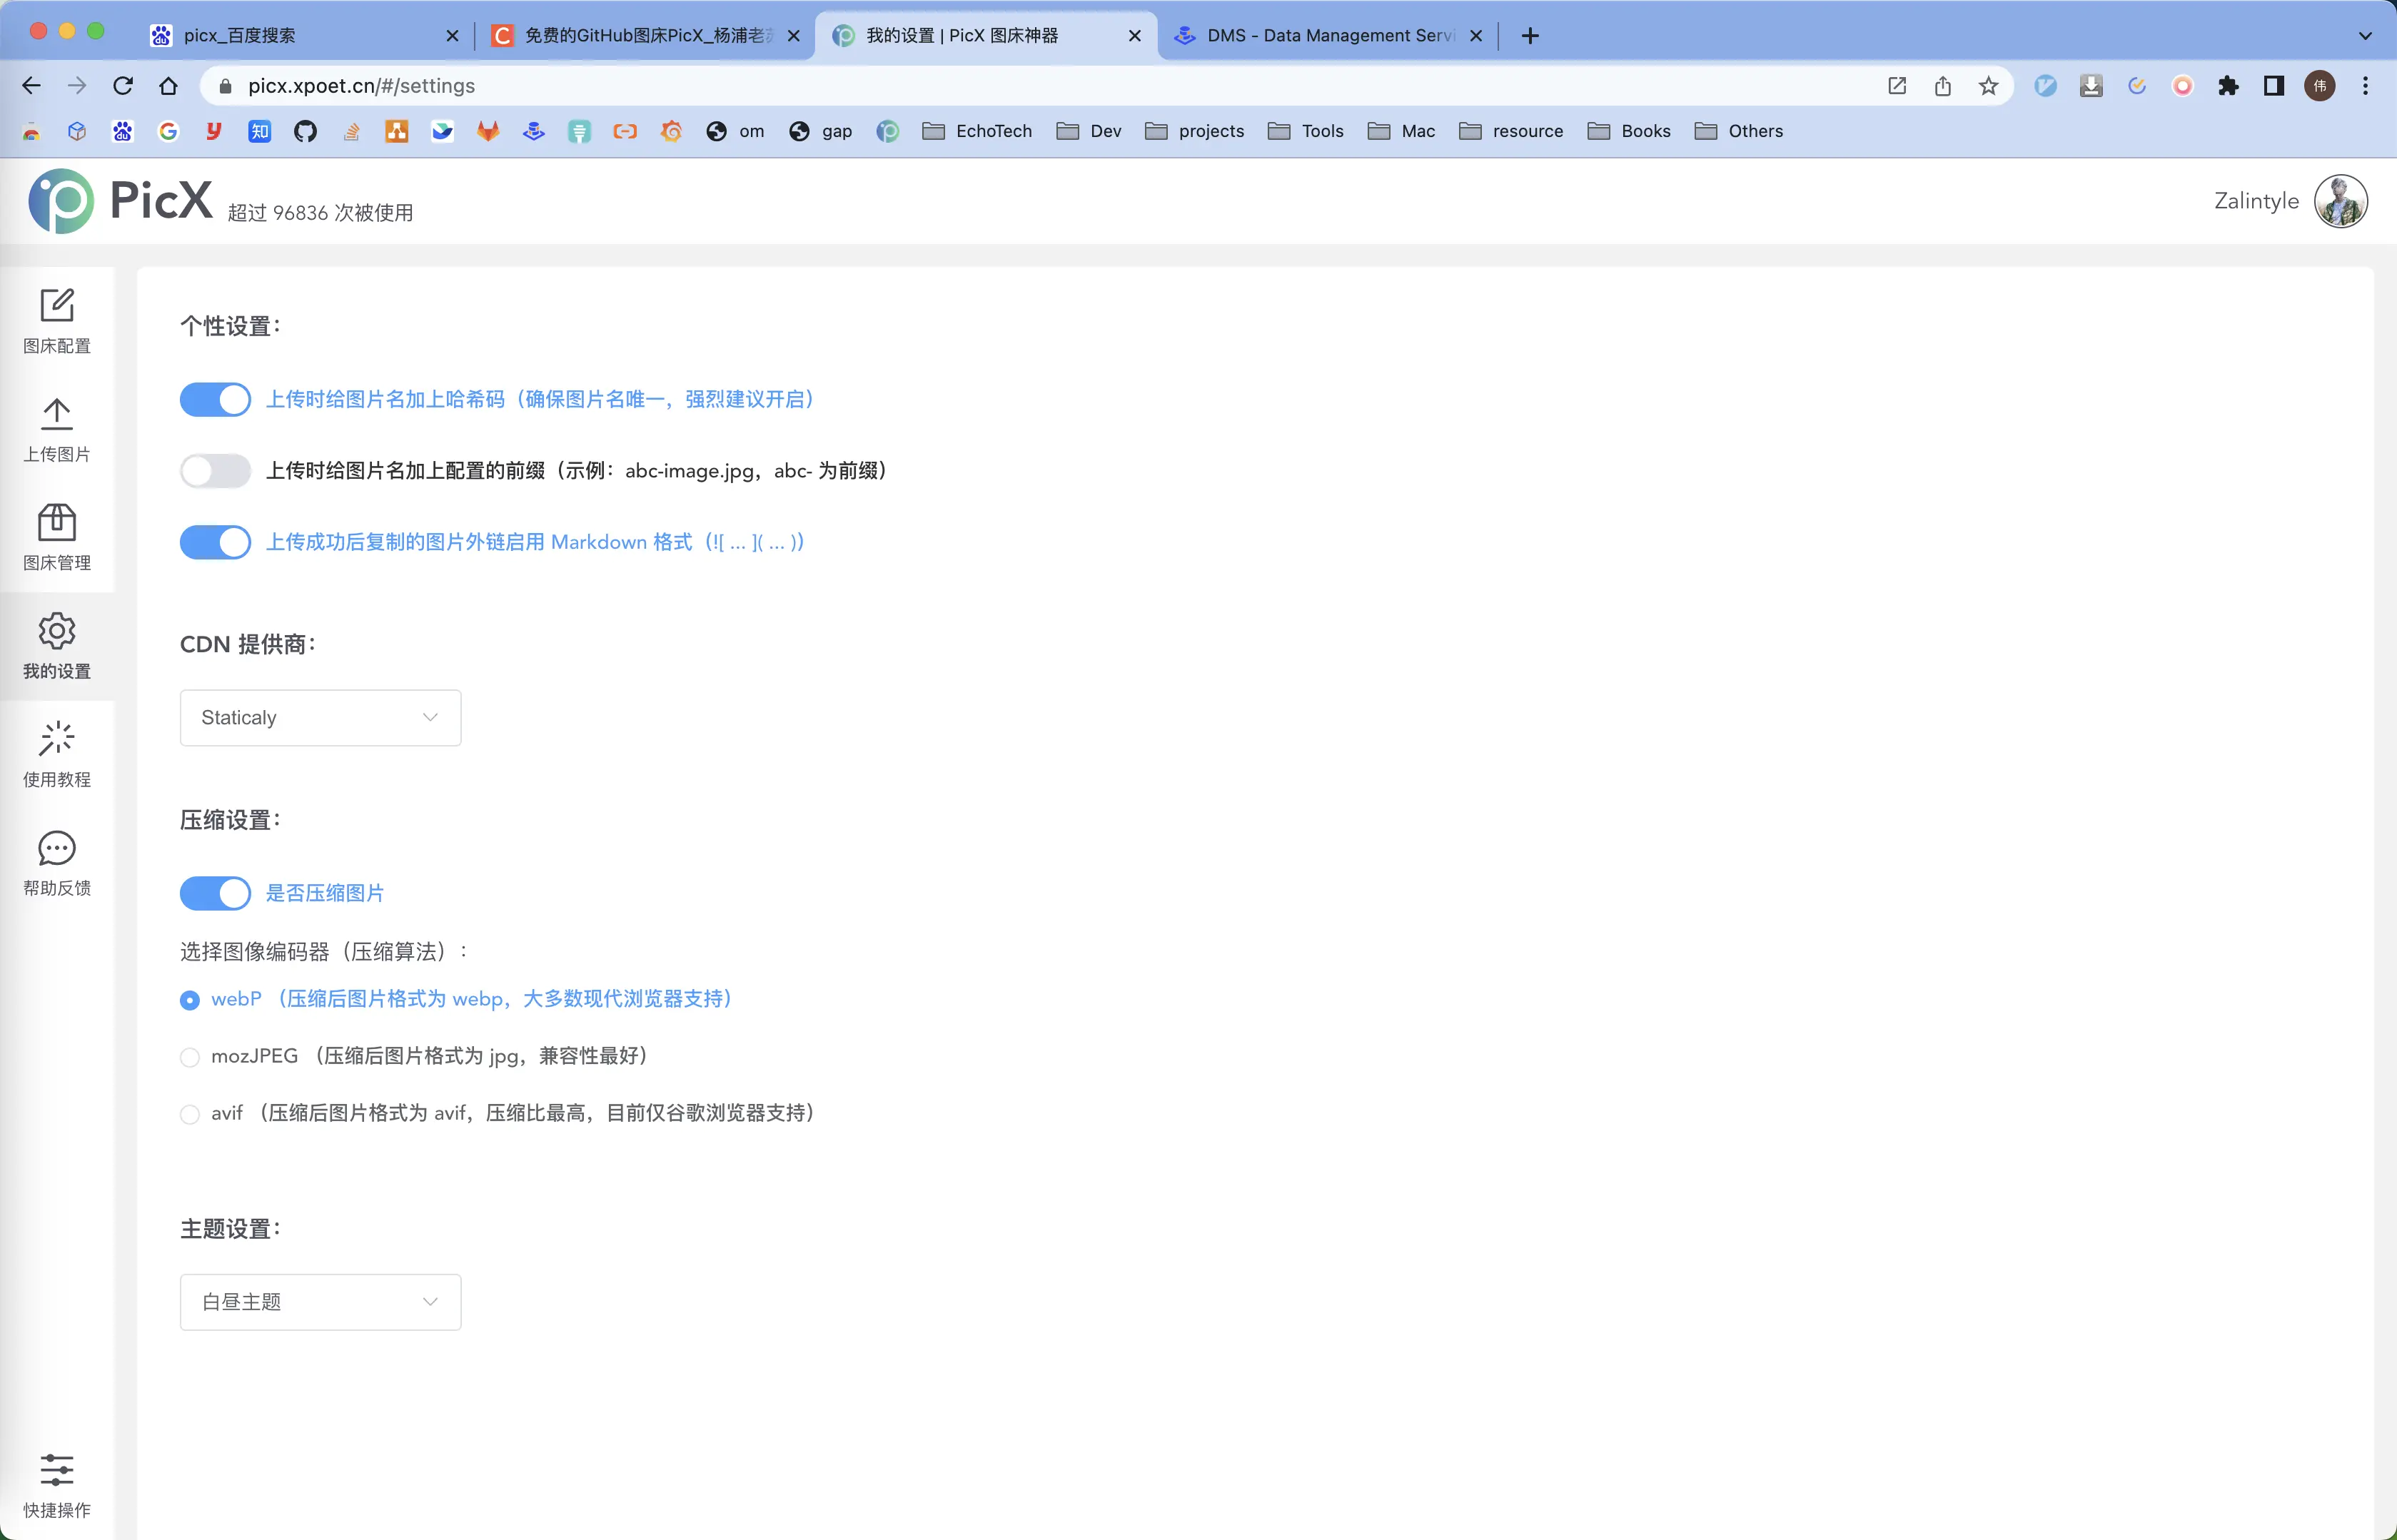 picx_百度搜索
免费的GitHub图床PicX_杨浦老
我的设置 | PicX 图床神器
DMS - Data Management Servi
picx.xpoet.cn/#/settings
伟
知
om
gap
EchoTech
Dev
projects
Tools
Mac
resource
Books
Others
PicX
超过 96836 次被使用
Zalintyle
图床配置
上传图片
图床管理
我的设置
使用教程
帮助反馈
快捷操作
个性设置：
上传时给图片名加上哈希码（确保图片名唯一，强烈建议开启）
上传时给图片名加上配置的前缀（示例：abc-image.jpg，abc- 为前缀）
上传成功后复制的图片外链启用 Markdown 格式（![ ... ]( ... )）
CDN 提供商：
Staticaly
压缩设置：
是否压缩图片
选择图像编码器（压缩算法）：
webP （压缩后图片格式为 webp，大多数现代浏览器支持）
mozJPEG （压缩后图片格式为 jpg，兼容性最好）
avif （压缩后图片格式为 avif，压缩比最高，目前仅谷歌浏览器支持）
主题设置：
白昼主题